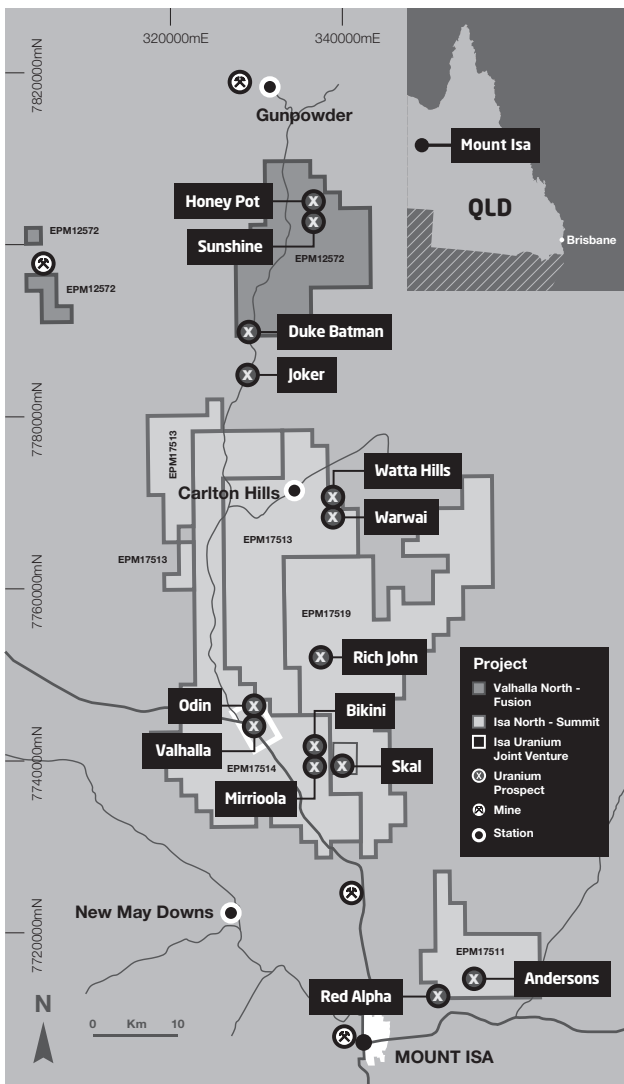 320000mE
340000mE
7820000mN
Gunpowder
Mount Isa
QLD
Brisbane
Honey Pot
Sunshine
EPM12572
EPM12572
EPM12572
Duke Batman
Joker
7780000mN
EPM17513
Watta Hills
Carlton Hills
Warwai
EPM17513
EPM17513
7760000mN
EPM17519
Rich John
Odin
Bikini
Valhalla
Skal
7740000mN
EPM17514
Mirrioola
Project
Valhalla North -
Fusion
Isa North - Summit
Isa Uranium
Joint Venture
X
Uranium
Prospect
Mine
Station
New May Downs
7720000mN
EPM17511
Andersons
Red Alpha
N
0 Km 10
MOUNT ISA